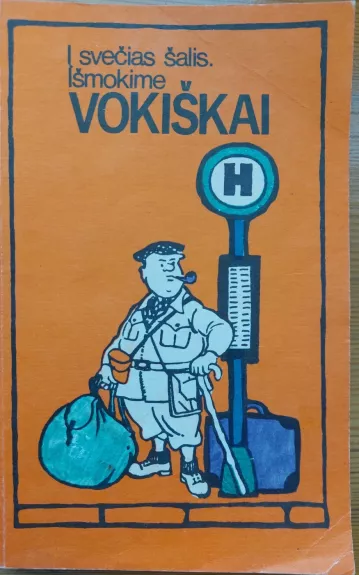 Į svečias šalis.
Išmokime
VOKIŠKAI
H